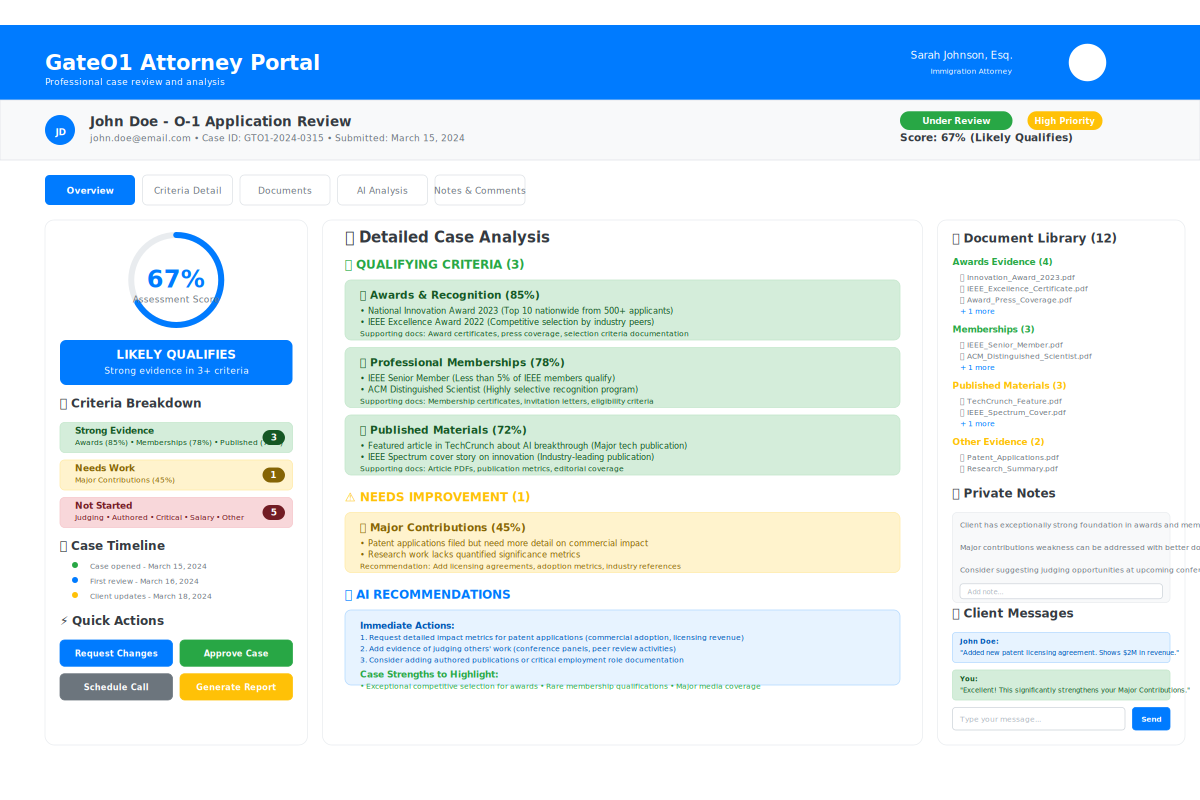 GateO1 Attorney Portal
Professional case review and analysis
Sarah Johnson, Esq.
Immigration Attorney
JD
John Doe - O-1 Application Review
john.doe@email.com • Case ID: GTO1-2024-0315 • Submitted: March 15, 2024
Under Review
High Priority
Score: 67% (Likely Qualifies)
Overview
Criteria Detail
Documents
AI Analysis
Notes & Comments
67%
Assessment Score
LIKELY QUALIFIES
Strong evidence in 3+ criteria
Criteria Breakdown
Strong Evidence
Awards (85%) • Memberships (78%) • Published
3
Needs Work
Major Contributions (45%)
1
Not Started
Judging • Authored • Critical • Salary • Other
5
Case Timeline
Case opened - March 15, 2024
First review - March 16, 2024
Client updates - March 18, 2024
⚡ Quick Actions
Request Changes
Approve Case
Schedule Call
Generate Report
Detailed Case Analysis
QUALIFYING CRITERIA (3)
Awards & Recognition (85%)
• National Innovation Award 2023 (Top 10 nationwide from 500+ applicants)
• IEEE Excellence Award 2022 (Competitive selection by industry peers)
Supporting docs: Award certificates, press coverage, selection criteria documentation
Professional Memberships (78%)
• IEEE Senior Member (Less than 5% of IEEE members qualify)
• ACM Distinguished Scientist (Highly selective recognition program)
Supporting docs: Membership certificates, invitation letters, eligibility criteria
Published Materials (72%)
• Featured article in TechCrunch about AI breakthrough (Major tech publication)
• IEEE Spectrum cover story on innovation (Industry-leading publication)
Supporting docs: Article PDFs, publication metrics, editorial coverage
⚠ NEEDS IMPROVEMENT (1)
Major Contributions (45%)
• Patent applications filed but need more detail on commercial impact
• Research work lacks quantified significance metrics
Recommendation: Add licensing agreements, adoption metrics, industry references
AI RECOMMENDATIONS
Immediate Actions:
1. Request detailed impact metrics for patent applications (commercial adoption, licensing revenue)
2. Add evidence of judging others' work (conference panels, peer review activities)
3. Consider adding authored publications or critical employment role documentation
Case Strengths to Highlight:
• Exceptional competitive selection for awards • Rare membership qualifications • Major media coverage
Document Library (12)
Awards Evidence (4)
Innovation_Award_2023.pdf
IEEE_Excellence_Certificate.pdf
Award_Press_Coverage.pdf
+ 1 more
Memberships (3)
IEEE_Senior_Member.pdf
ACM_Distinguished_Scientist.pdf
+ 1 more
Published Materials (3)
TechCrunch_Feature.pdf
IEEE_Spectrum_Cover.pdf
+ 1 more
Other Evidence (2)
Patent_Applications.pdf
Research_Summary.pdf
Private Notes
Client has exceptionally strong foundation in awards and mem
Major contributions weakness can be addressed with better do
Consider suggesting judging opportunities at upcoming confe
Add note...
Client Messages
John Doe:
"Added new patent licensing agreement. Shows $2M in revenue."
You:
"Excellent! This significantly strengthens your Major Contributions."
Type your message...
Send